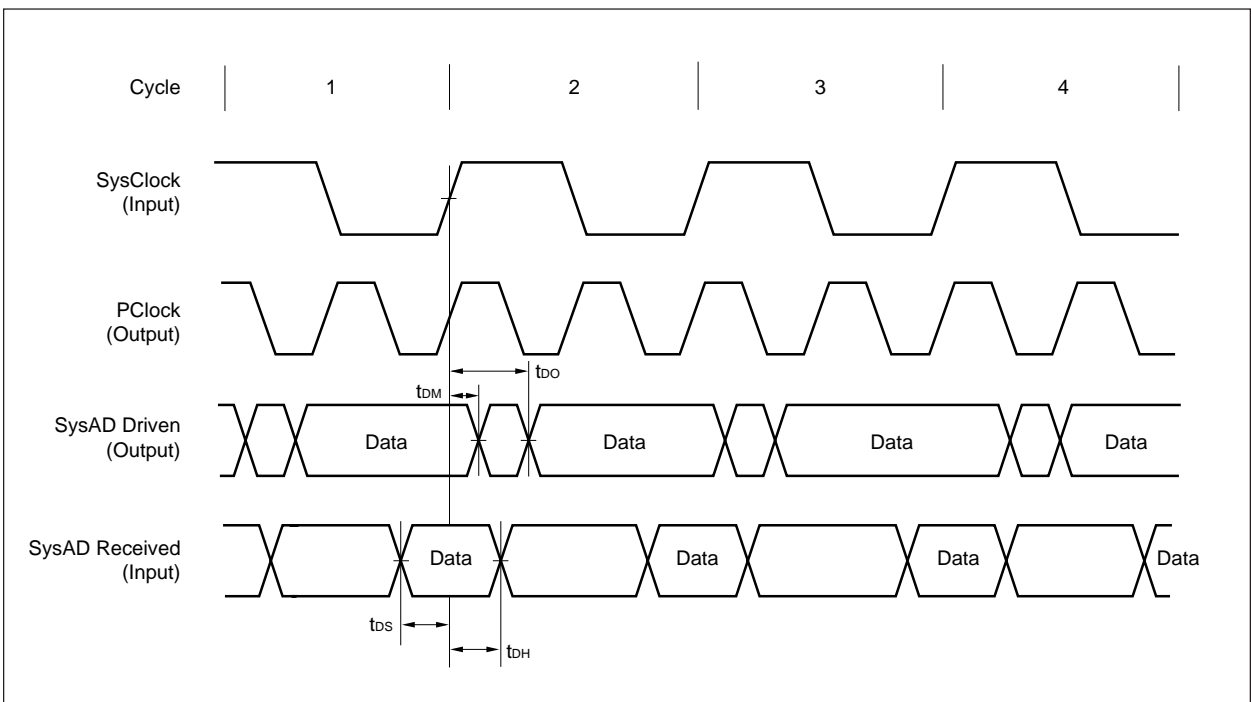 Cycle 1 2 3 4
SysClock
(Input)
PClock
(Output)
tDO
tDM
SysAD Driven
(Output)
Data Data Data Data
SysAD Received
(Input)
Data Data Data Data
tDS
tDH